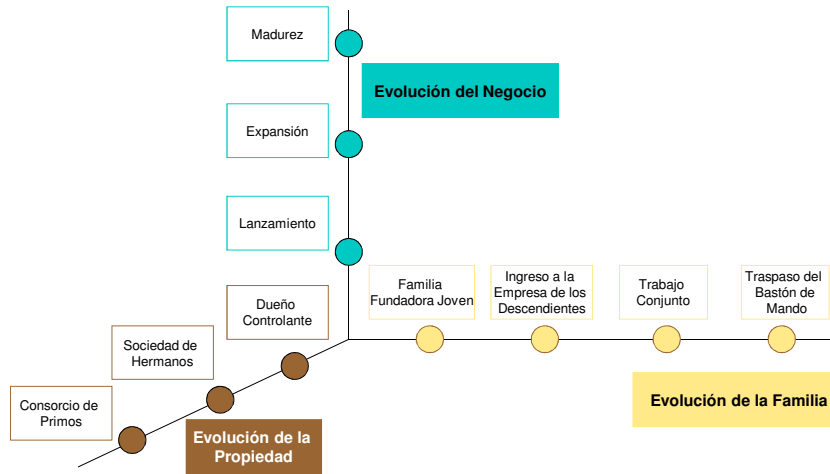 Madurez
Evolución del Negocio
Expansión
Lanzamiento
Dueño
Controlante
Familia
Fundadora Joven
Ingreso a la
Empresa de los
Descendientes
Trabajo
Conjunto
Traspaso del
Bastón de
Mando
Sociedad de
Hermanos
Consorcio de
Primos
Evolución de la
Propiedad
Evolución de la Familia